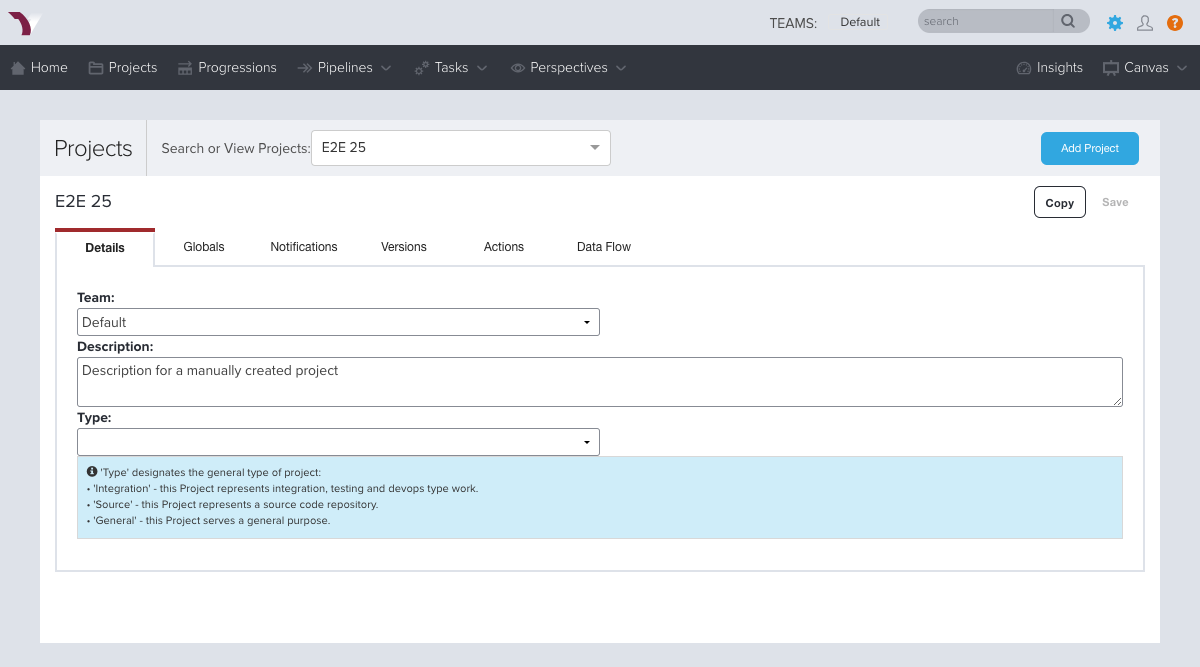 TEAMS: Default search ?
Home Projects Progressions Pipelines Tasks Perspectives Insights Canvas
Projects Search or View Projects: E2E 25 Add Project
E2E 25 Copy Save
Details Globals Notifications Versions Actions Data Flow
Team:
Default
Description:
Description for a manually created project
Type:
'Type' designates the general type of project:
• 'Integration' - this Project represents integration, testing and devops type work.
• 'Source' - this Project represents a source code repository.
• 'General' - this Project serves a general purpose.